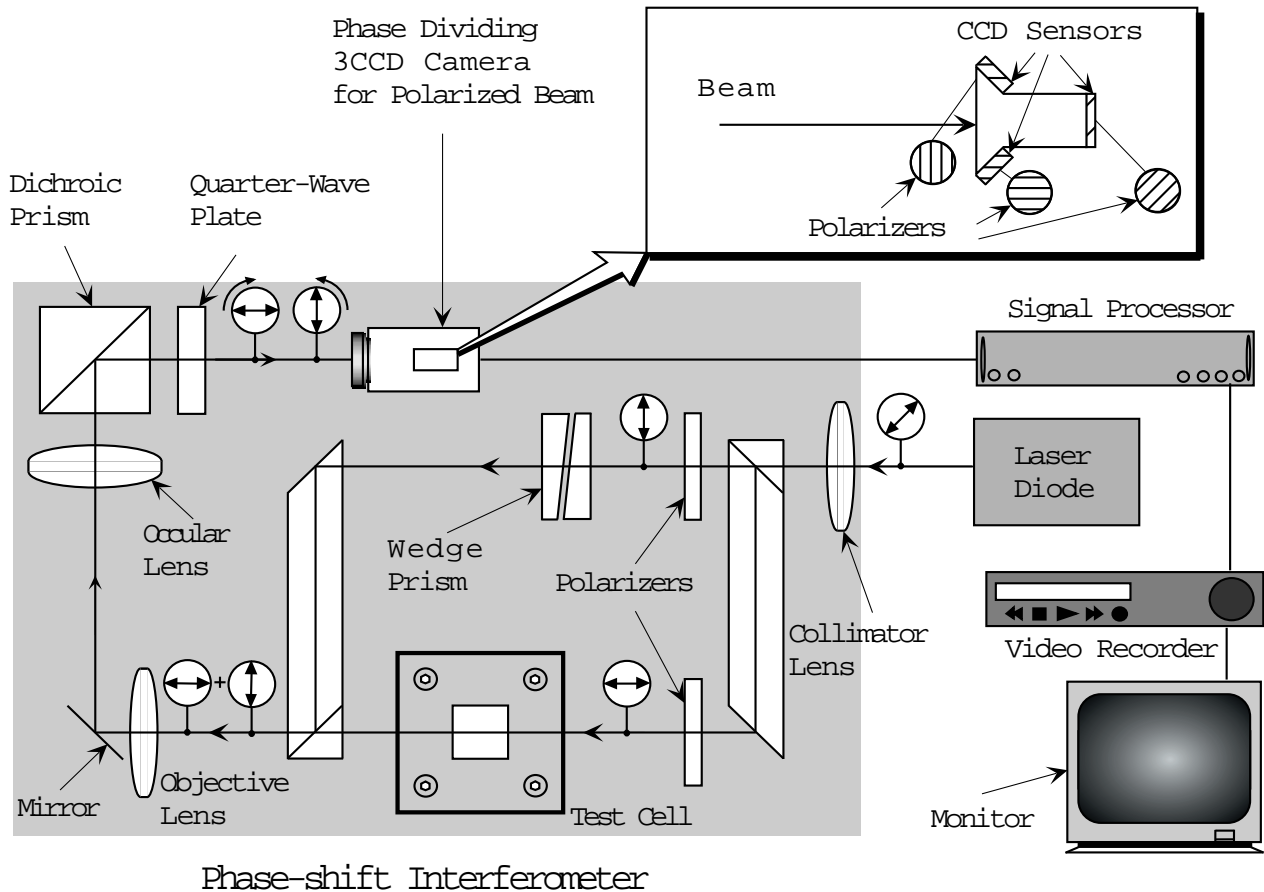 Phase Dividing
3CCD Camera
for Polarized Beam
CCD Sensors
Beam
Polarizers
Dichroic
Prism
Quarter-Wave
Plate
Signal Processor
Laser
Diode
Occular
Lens
Wedge
Prism
Polarizers
Collimator
Lens
Video Recorder
+
Mirror
Objective
Lens
Test Cell
Monitor
Phase-shift Interferometer